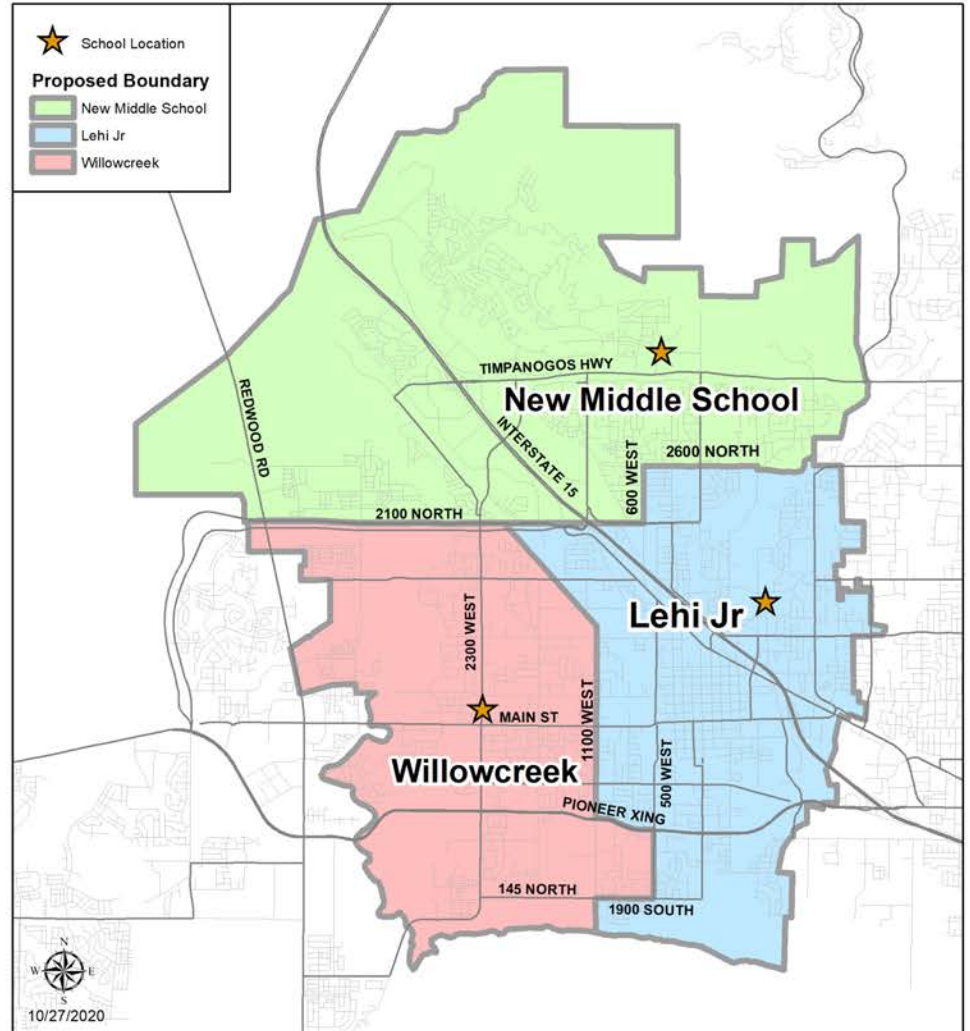 School Location
Proposed Boundary
New Middle School
Lehi Jr
Willowcreek
TIMPANOGOS HWY
New Middle School
REDWOOD RD
INTERSTATE 15
600 WEST
2600 NORTH
2100 NORTH
Lehi Jr
2300 WEST
MAIN ST
1100 WEST
Willowcreek
500 WEST
PIONEER XING
145 NORTH
1900 SOUTH
N
W
E
S
10/27/2020